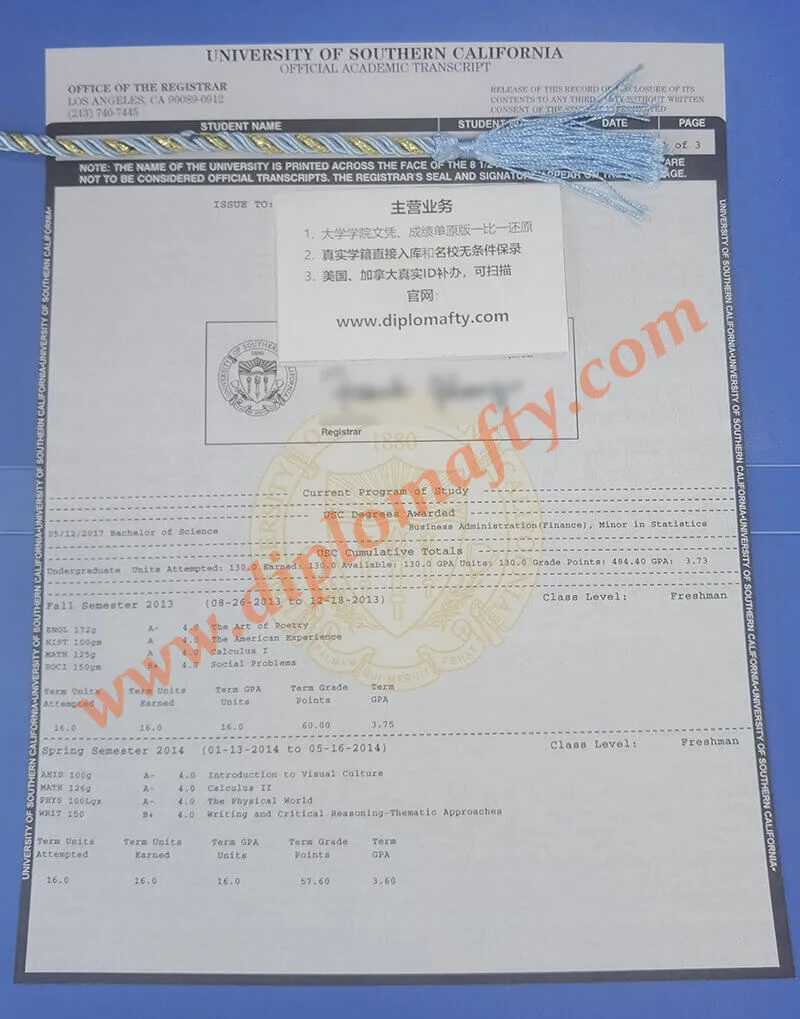 UNIVERSITY OF SOUTHERN CALIFORNIA
OFFICIAL ACADEMIC TRANSCRIPT
OFFICE OF THE REGISTRAR
LOS ANGELES, CA 90089-0912
(213) 740-7445
RELEASE OF THIS RECORD OR DISCLOSURE OF ITS
CONTENTS TO ANY THIRD PARTY WITHOUT WRITTEN
CONSENT OF THE
STUDENT NAME STUDENT DATE PAGE
of 3
NOTE: THE NAME OF THE UNIVERSITY IS PRINTED ACROSS THE FACE OF THE 8 1/2 ARE
NOT TO BE CONSIDERED OFFICIAL TRANSCRIPTS. THE REGISTRAR'S SEAL AND SIGNATURE APPEAR ON
ISSUE TO:
主营业务
1. 大学学院文凭、成绩单原版一比一还原
2. 真实学籍直接入库和名校无条件保录
3. 美国、加拿大真实ID补办，可扫描
官网:
www.diplomafty.com
Registrar
1880
Current Program of Study
USC Degrees Awarded
05/12/2017 Bachelor of Science Business Administration(Finance), Minor in Statistics
USC Cumulative Totals
Undergraduate Units Attempted: 130.0 Earned: 130.0 Available: 130.0 GPA Units: 130.0 Grade Points: 484.40 GPA: 3.73
Fall Semester 2013 (08-26-2013 to 12-18-2013) Class Level: Freshman
ENGL 172g A- 4.0 The Art of Poetry
HIST 100gm A 4.0 The American Experience
MATH 125g A 4.0 Calculus I
SOCI 150gm B+ 4.0 Social Problems
Term Units Term Units Term GPA Term Grade Term
Attempted Earned Units Points GPA
16.0 16.0 16.0 60.00 3.75
Spring Semester 2014 (01-13-2014 to 05-16-2014) Class Level: Freshman
AHIS 100g A- 4.0 Introduction to Visual Culture
MATH 126g A- 4.0 Calculus II
PHYS 100Lgx A- 4.0 The Physical World
WRIT 150 B+ 4.0 Writing and Critical Reasoning-Thematic Approaches
Term Units Term Units Term GPA Term Grade Term
Attempted Earned Units Points GPA
16.0 16.0 16.0 57.60 3.60
www.diplomafty.com